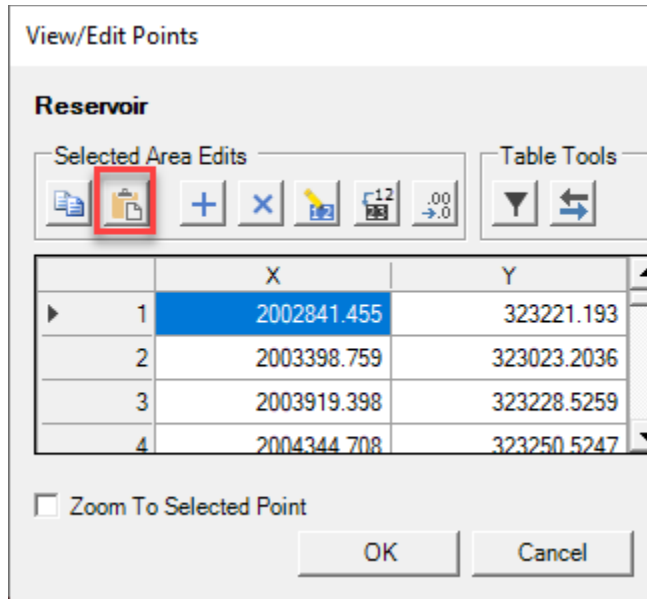 View/Edit Points
Reservoir
Selected Area Edits Table Tools
X Y
1 2002841.455 323221.193
2 2003398.759 323023.2036
3 2003919.398 323228.5259
4 2004344.708 323250.5247
Zoom To Selected Point
OK Cancel